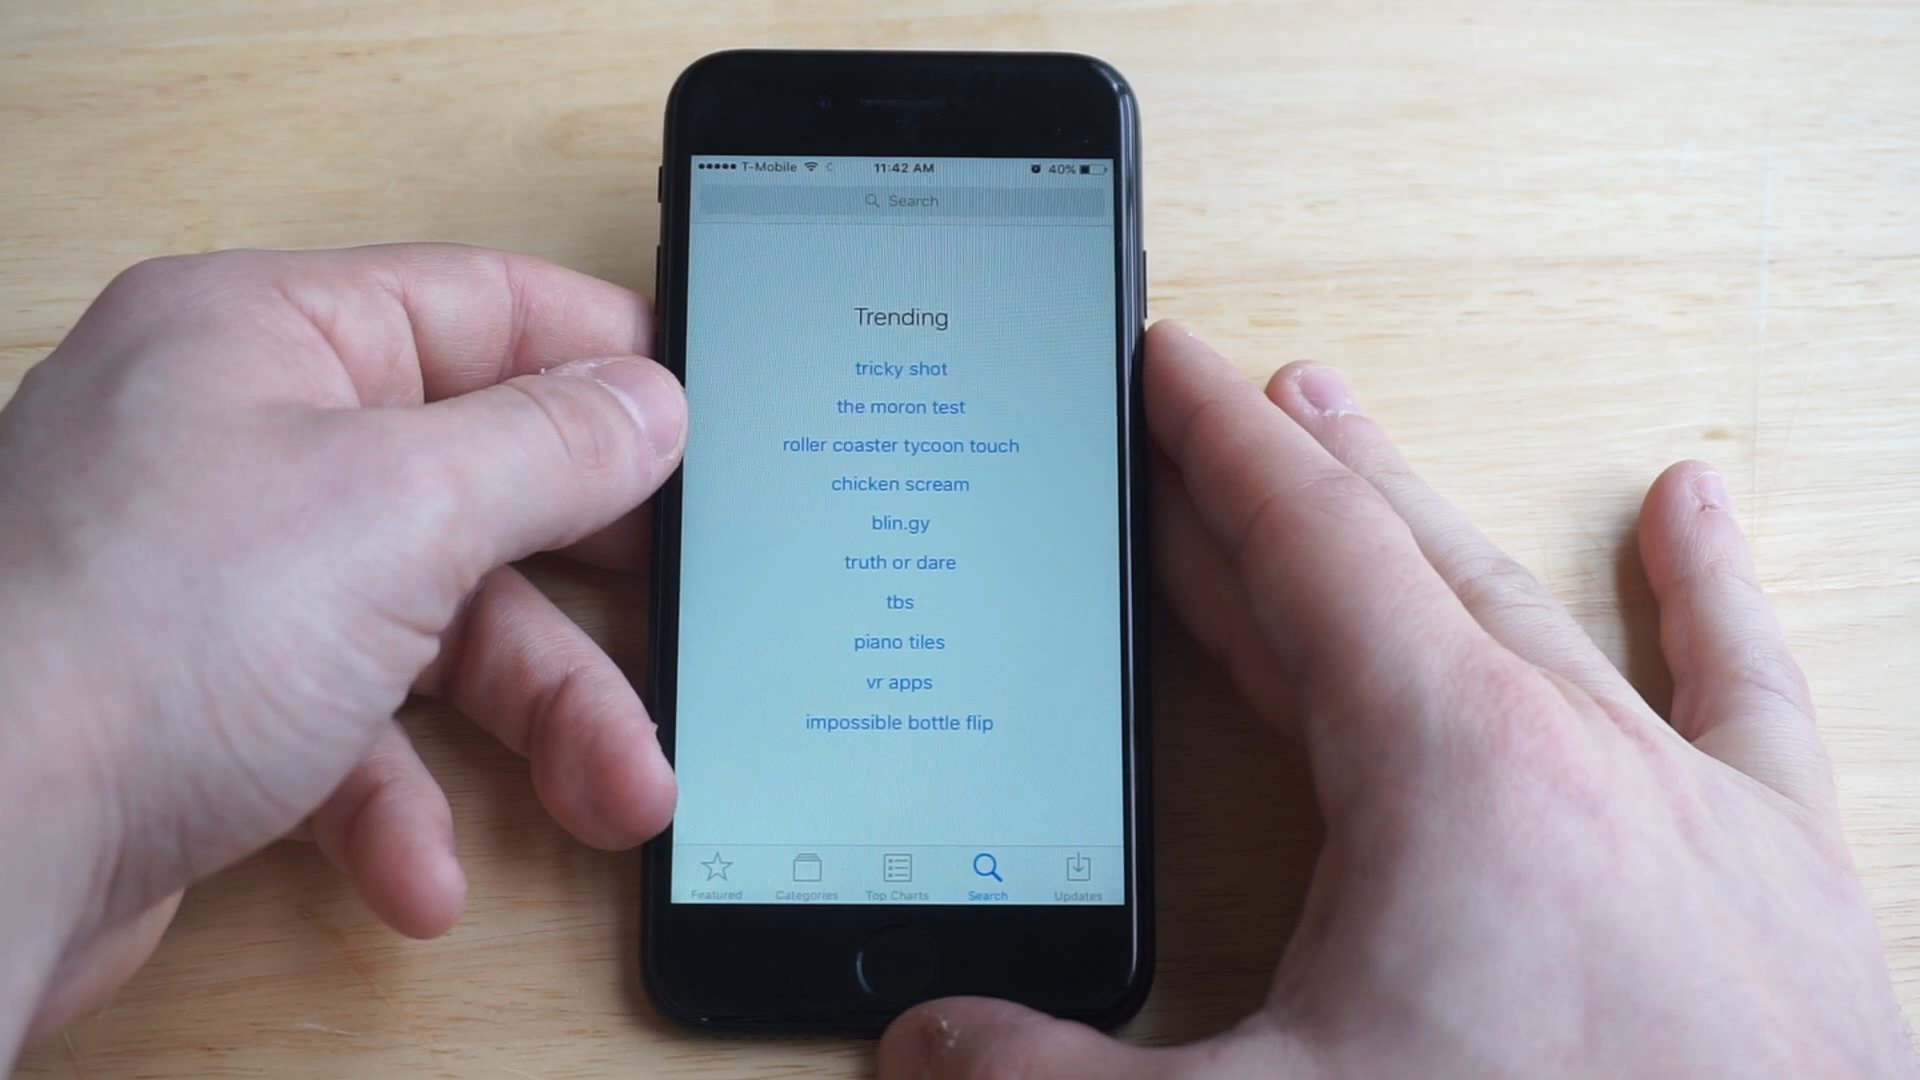 T-Mobile 11:42 AM 40%
Search
Trending
tricky shot
the moron test
roller coaster tycoon touch
chicken scream
blin.gy
truth or dare
tbs
piano tiles
vr apps
impossible bottle flip
Featured Categories Top Charts Search Updates